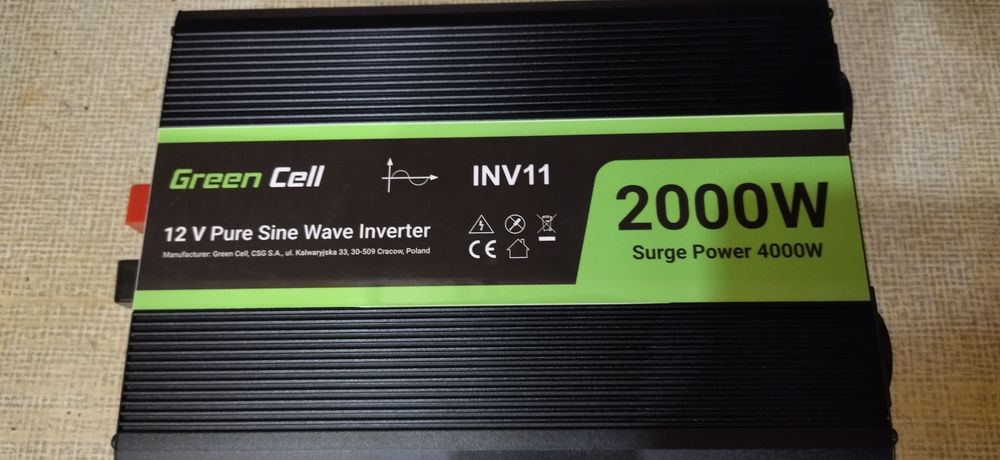 Green Cell
INV11
12 V Pure Sine Wave Inverter
Manufacturer: Green Cell, CSG S.A., ul. Kalwaryjska 33, 30-509 Cracow, Poland
CE
2000W
Surge Power 4000W